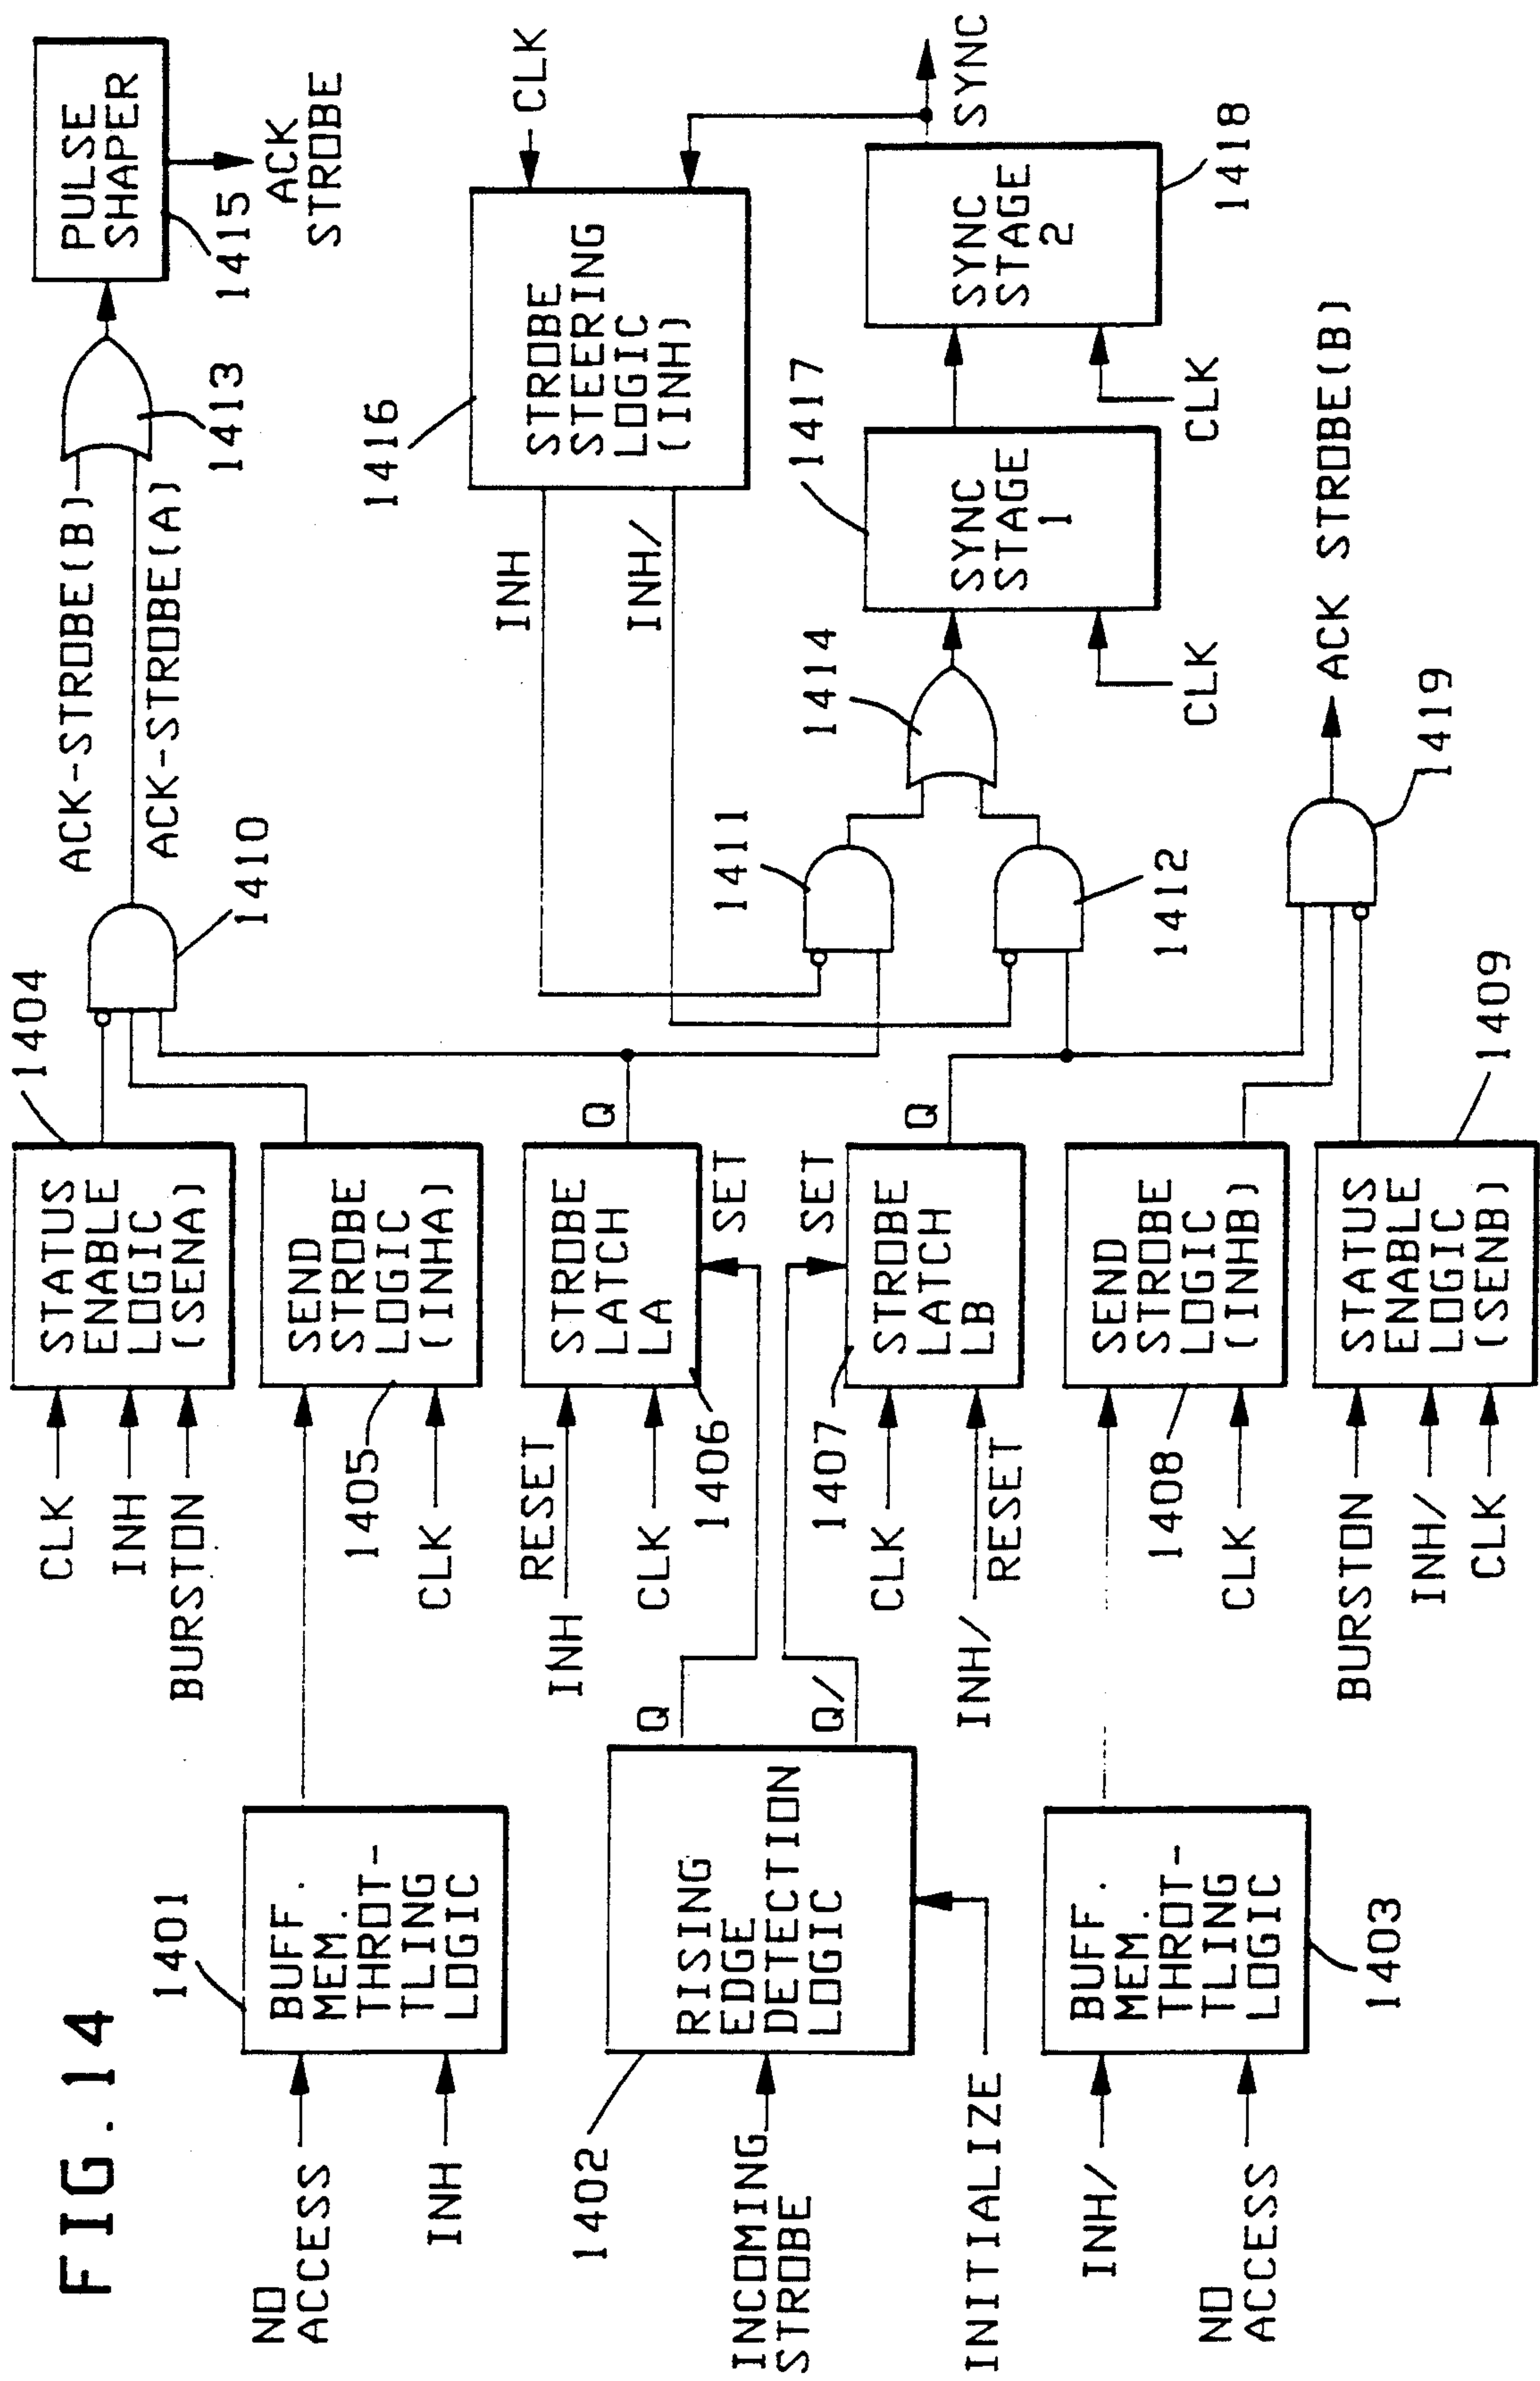 FIG. 14
NO
ACCESS
INH
1401
BUFF.
MEM.
THROT-
TLING
LOGIC
INCOMING
STROBE
INITIALIZE
1402
RISING
EDGE
DETECTION
LOGIC
Q
Q/
INH/
NO
ACCESS
BUFF.
MEM.
THROT-
TLING
LOGIC
1403
CLK
INH
BURSTON
1404
STATUS
ENABLE
LOGIC
(SENA)
1405
CLK
SEND
STROBE
LOGIC
(INHA)
RESET
INH
CLK
1406
STROBE
LATCH
LA
Q
SET
SET
1407
CLK
INH/
RESET
STROBE
LATCH
LB
Q
1408
CLK
SEND
STROBE
LOGIC
(INHB)
BURSTON
INH/
CLK
STATUS
ENABLE
LOGIC
(SENB)
1409
1410
ACK-STROBE(B)
ACK-STROBE(A)
1413
PULSE
SHAPER
1415
ACK
STROBE
INH
INH/
1416
STROBE
STEERING
LOGIC
(INH)
CLK
1411
1412
1414
1417
SYNC
STAGE
1
CLK
SYNC
STAGE
2
CLK
1418
SYNC
1419
ACK STROBE(B)